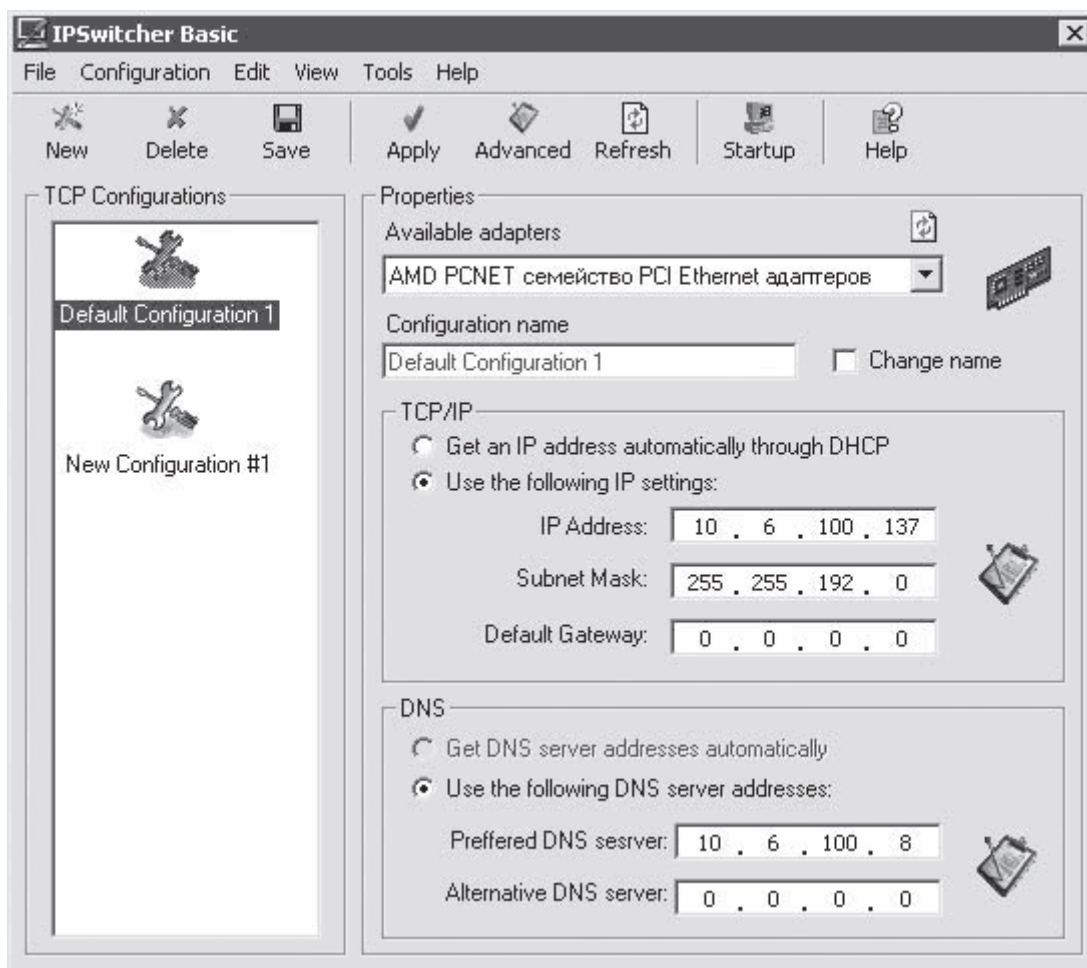 IPSwitcher Basic
File Configuration Edit View Tools Help
New Delete Save Apply Advanced Refresh Startup Help
TCP Configurations
Default Configuration 1
New Configuration #1
Properties
Available adapters
AMD PCNET семейство PCI Ethernet адаптеров
Configuration name
Default Configuration 1
Change name
TCP/IP
Get an IP address automatically through DHCP
Use the following IP settings:
IP Address: 10 . 6 . 100 . 137
Subnet Mask: 255 . 255 . 192 . 0
Default Gateway: 0 . 0 . 0 . 0
DNS
Get DNS server addresses automatically
Use the following DNS server addresses:
Preffered DNS sesrver: 10 . 6 . 100 . 8
Alternative DNS server: 0 . 0 . 0 . 0